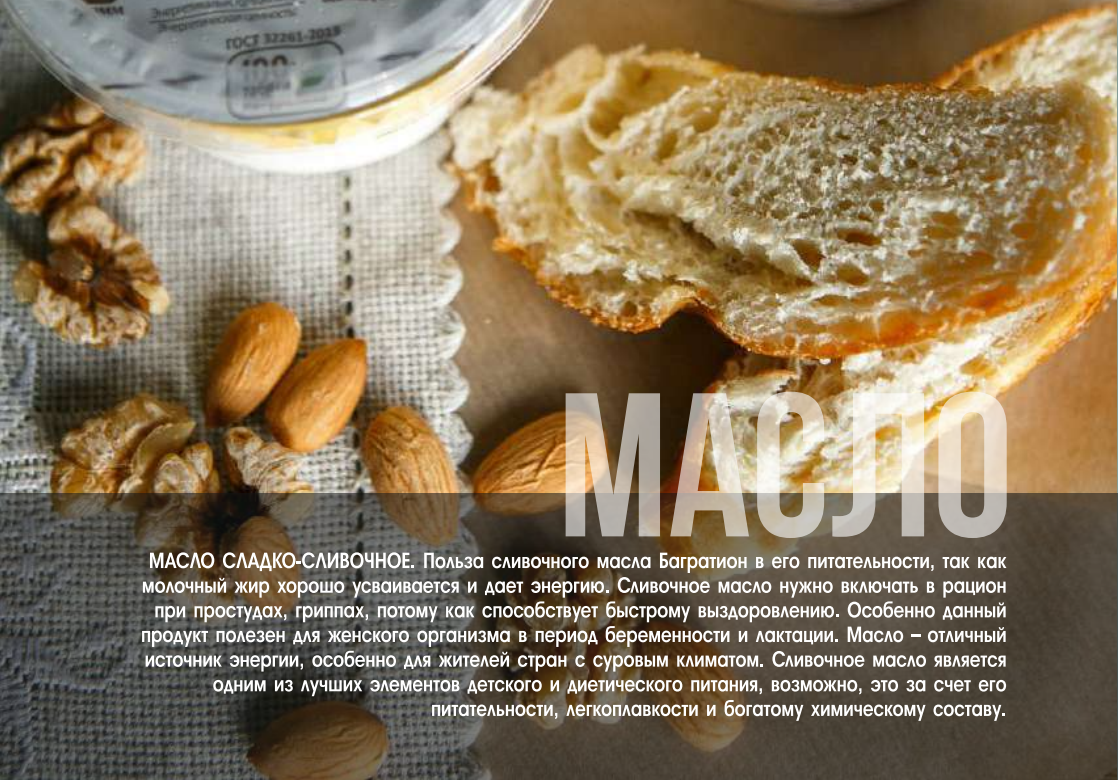 Энергетическая ценность
ГОСТ 32261-2013
МАСЛО
МАСЛО СЛАДКО-СЛИВОЧНОЕ. Польза сливочного масла Багратион в его питательности, так как
молочный жир хорошо усваивается и дает энергию. Сливочное масло нужно включать в рацион
при простудах, гриппах, потому как способствует быстрому выздоровлению. Особенно данный
продукт полезен для женского организма в период беременности и лактации. Масло – отличный
источник энергии, особенно для жителей стран с суровым климатом. Сливочное масло является
одним из лучших элементов детского и диетического питания, возможно, это за счет его
питательности, легкоплавкости и богатому химическому составу.